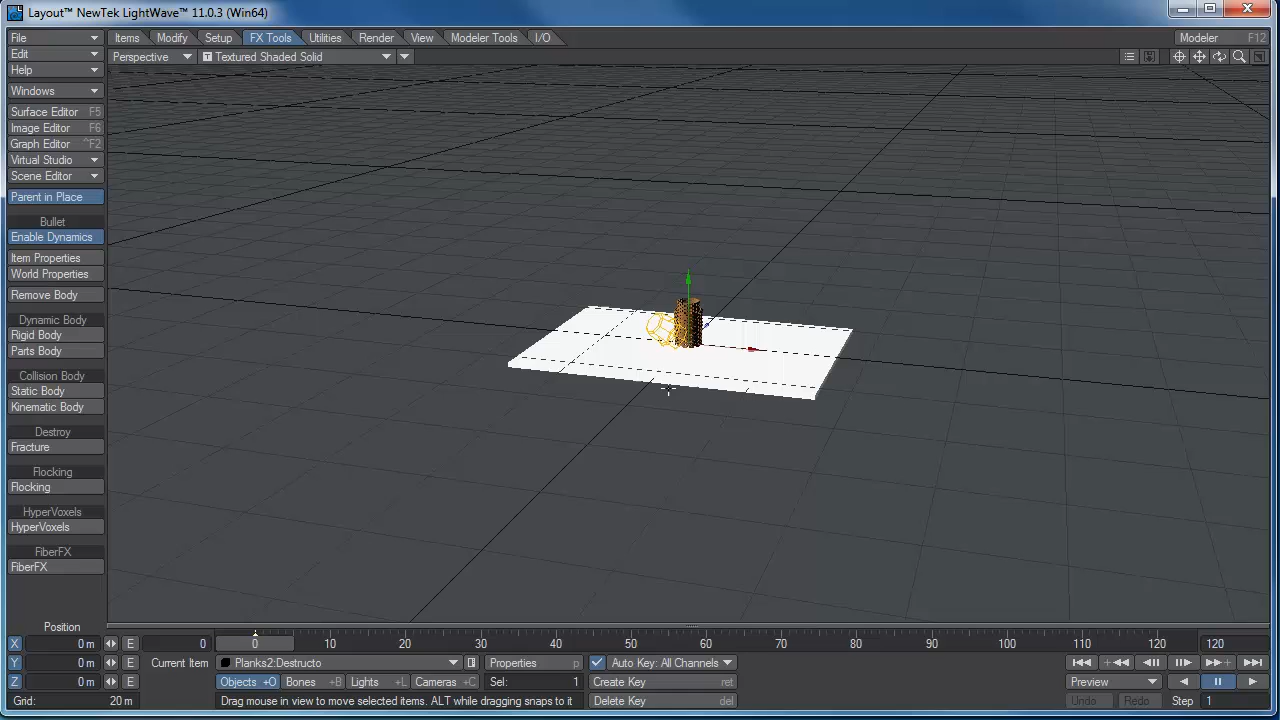 Layout™ NewTek LightWave™ 11.0.3 (Win64)
File Items Modify Setup FX Tools Utilities Render View Modeler Tools I/O Modeler F12
Edit Perspective T Textured Shaded Solid
Help
Windows
Surface Editor F5
Image Editor F6
Graph Editor ^F2
Virtual Studio
Scene Editor
Parent in Place
Bullet
Enable Dynamics
Item Properties
World Properties
Remove Body
Dynamic Body
Rigid Body
Parts Body
Collision Body
Static Body
Kinematic Body
Destroy
Fracture
Flocking
Flocking
HyperVoxels
HyperVoxels
FiberFX
FiberFX
Position
X 0 m E 0 0 10 20 30 40 50 60 70 80 90 100 110 120 120
Y 0 m E Current Item Planks2:Destructo Properties p Auto Key: All Channels
Z 0 m E Objects +O Bones +B Lights +L Cameras +C Sel: 1 Create Key ret Preview
Grid: 20 m Drag mouse in view to move selected items. ALT while dragging snaps to it Delete Key del Undo Redo Step 1